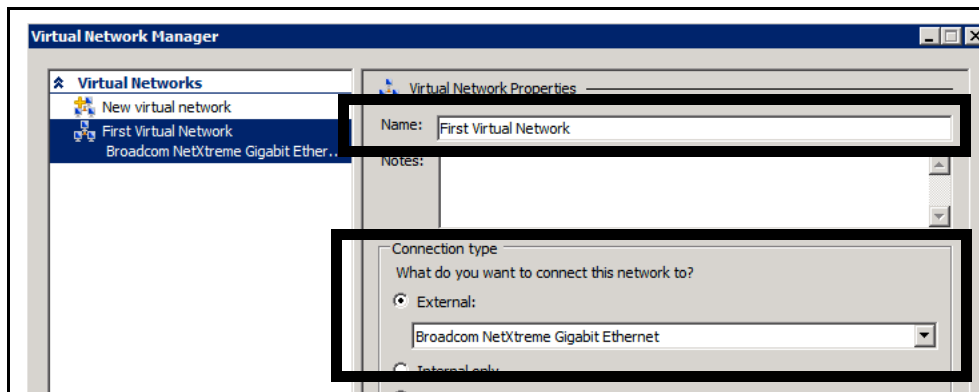 Virtual Network Manager
Virtual Networks
New virtual network
First Virtual Network
Broadcom NetXtreme Gigabit Ether...
Virtual Network Properties
Name: First Virtual Network
Notes:
Connection type
What do you want to connect this network to?
External:
Broadcom NetXtreme Gigabit Ethernet
Internal only